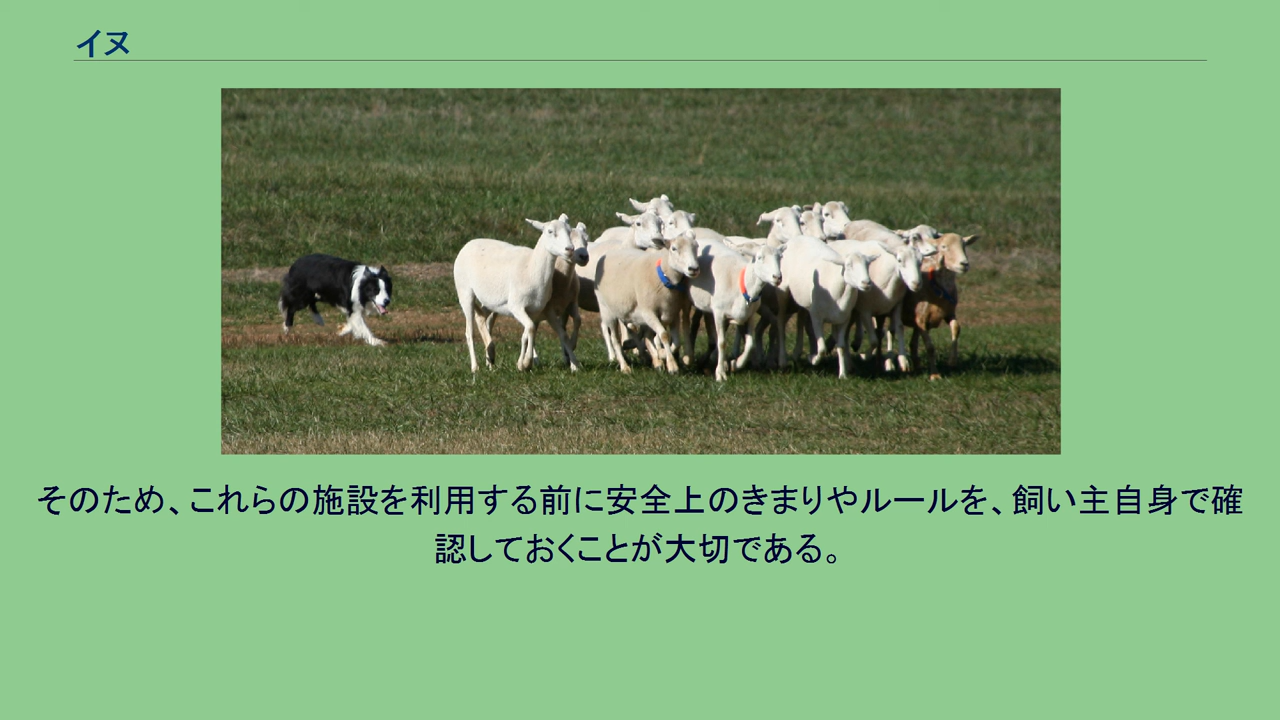 イヌ
そのため、これらの施設を利用する前に安全上のきまりやルールを、飼い主自身で確
認しておくことが大切である。